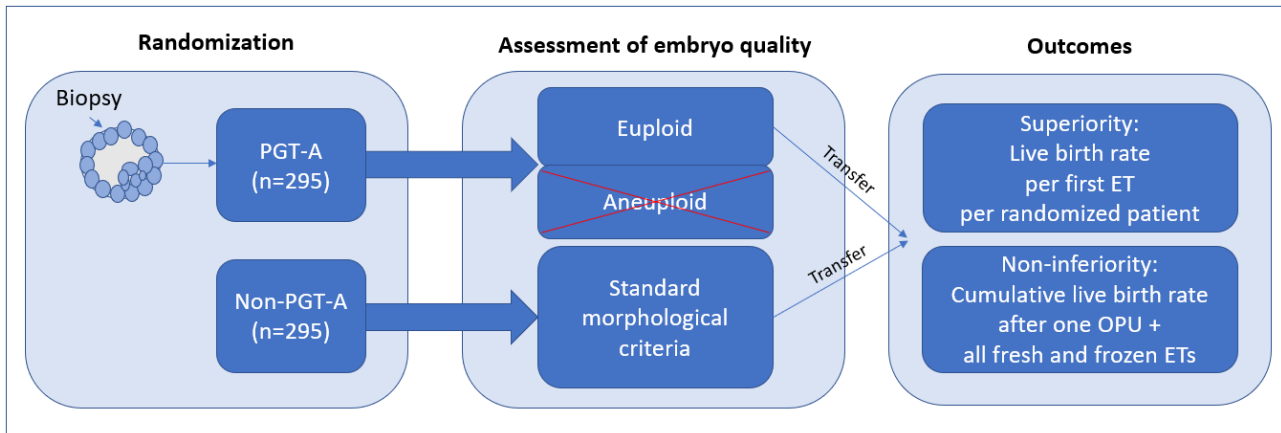 Randomization
Biopsy
PGT-A
(n=295)
Non-PGT-A
(n=295)
Assessment of embryo quality
Euploid
Aneuploid
Standard
morphological
criteria
Transfer
Transfer
Outcomes
Superiority:
Live birth rate
per first ET
per randomized patient
Non-inferiority:
Cumulative live birth rate
after one OPU +
all fresh and frozen ETs